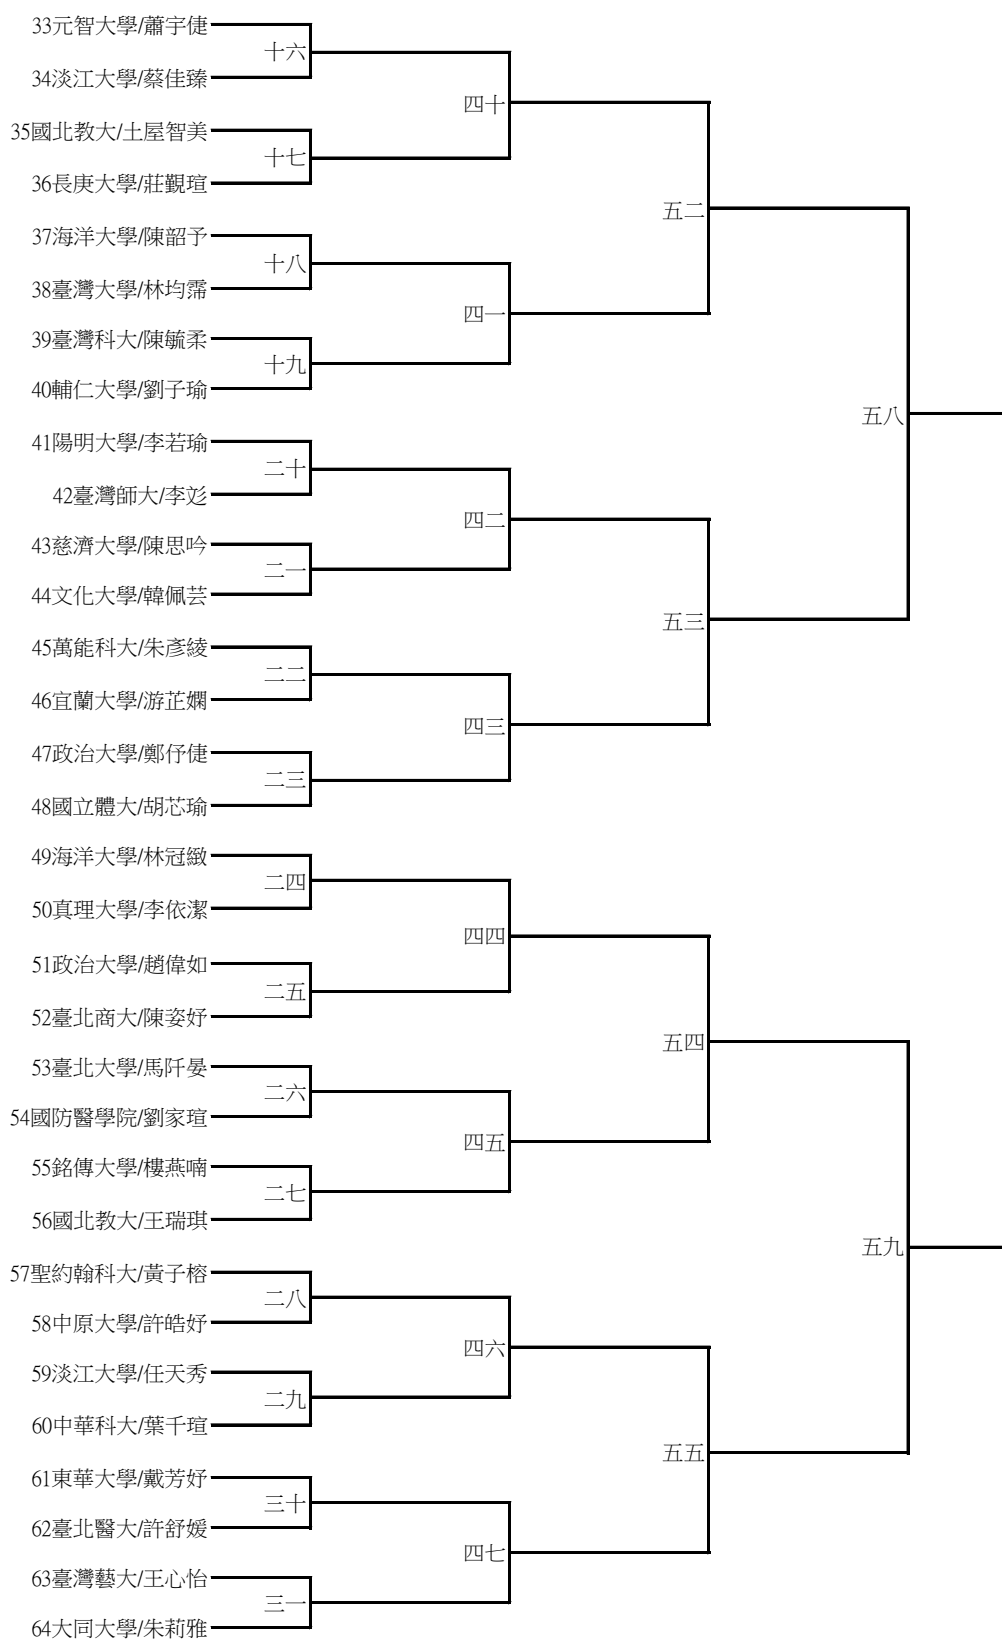 33元智大學/蕭宇倢
十六
34淡江大學/蔡佳臻
四十
35國北教大/土屋智美
十七
36長庚大學/莊觀瑄
五二
37海洋大學/陳韶予
十八
38臺灣大學/林均霈
四一
39臺灣科大/陳毓柔
十九
40輔仁大學/劉子瑜
五八
41陽明大學/李若瑜
二十
42臺灣師大/李彣
四二
43慈濟大學/陳思吟
二一
44文化大學/韓佩芸
五三
45萬能科大/朱彥綾
二二
46宜蘭大學/游芷嫻
四三
47政治大學/鄭伃倢
二三
48國立體大/胡芯瑜
49海洋大學/林冠緻
二四
50真理大學/李依潔
四四
51政治大學/趙偉如
二五
52臺北商大/陳姿妤
五四
53臺北大學/馬阡晏
二六
54國防醫學院/劉家瑄
四五
55銘傳大學/樓燕喃
二七
56國北教大/王瑞琪
五九
57聖約翰科大/黃子榕
二八
58中原大學/許皓妤
四六
59淡江大學/任天秀
二九
60中華科大/葉千瑄
五五
61東華大學/戴芳妤
三十
62臺北醫大/許舒媛
四七
63臺灣藝大/王心怡
三一
64大同大學/朱莉雅